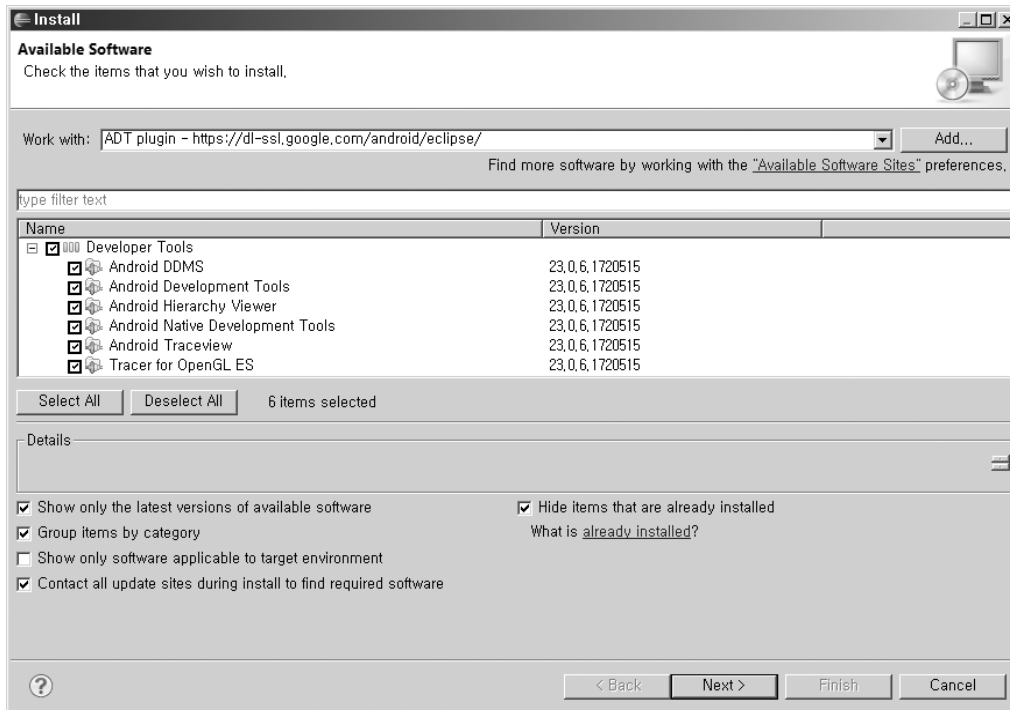 Install
Available Software
Check the items that you wish to install.
Work with: ADT plugin - https://dl-ssl.google.com/android/eclipse/ Add...
Find more software by working with the "Available Software Sites" preferences.
type filter text
Name Version
Developer Tools
Android DDMS 23.0.6.1720515
Android Development Tools 23.0.6.1720515
Android Hierarchy Viewer 23.0.6.1720515
Android Native Development Tools 23.0.6.1720515
Android Traceview 23.0.6.1720515
Tracer for OpenGL ES 23.0.6.1720515
Select All Deselect All 6 items selected
Details
Show only the latest versions of available software Hide items that are already installed
Group items by category What is already installed?
Show only software applicable to target environment
Contact all update sites during install to find required software
? < Back Next > Finish Cancel